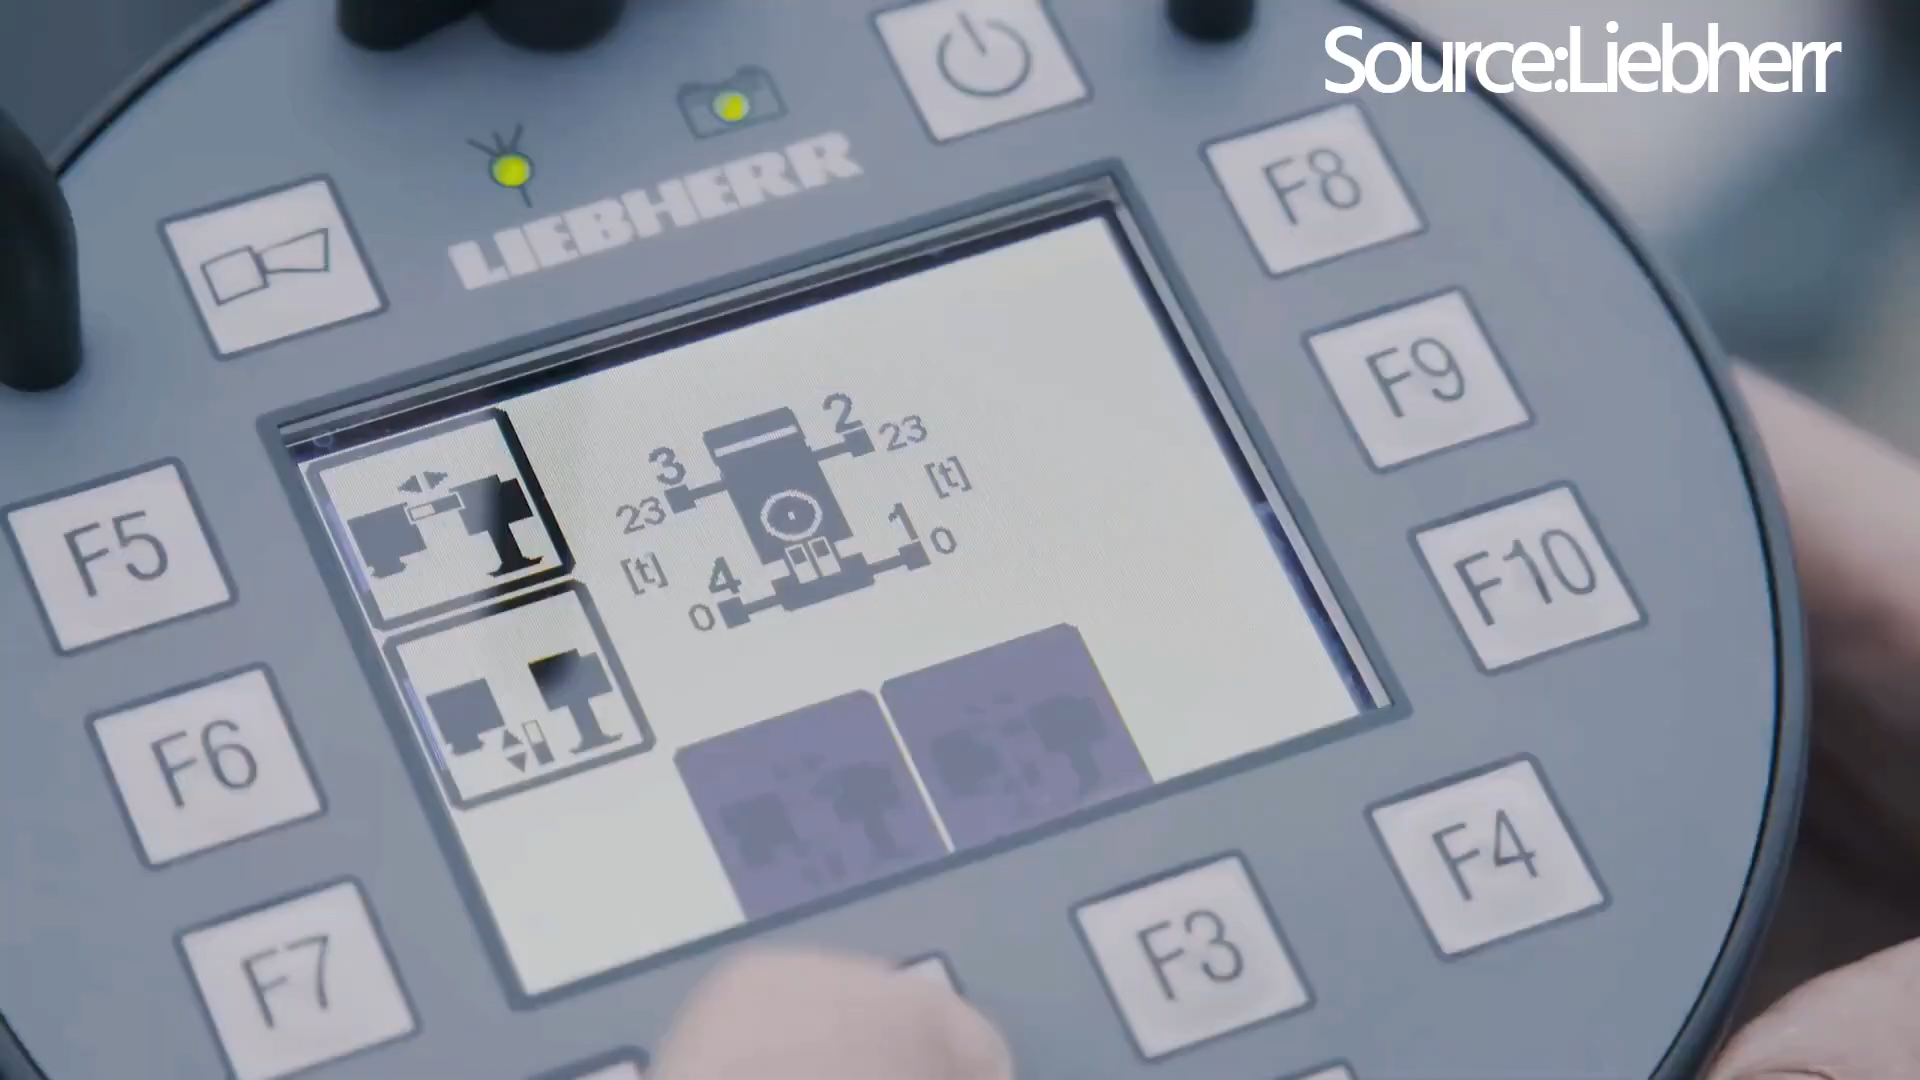 Source:Liebherr
LIEBHERR
F8
F9
F10
F5
F6
F7
F4
F3
2
23
3
23
[t]
[t]
1
0
4
0